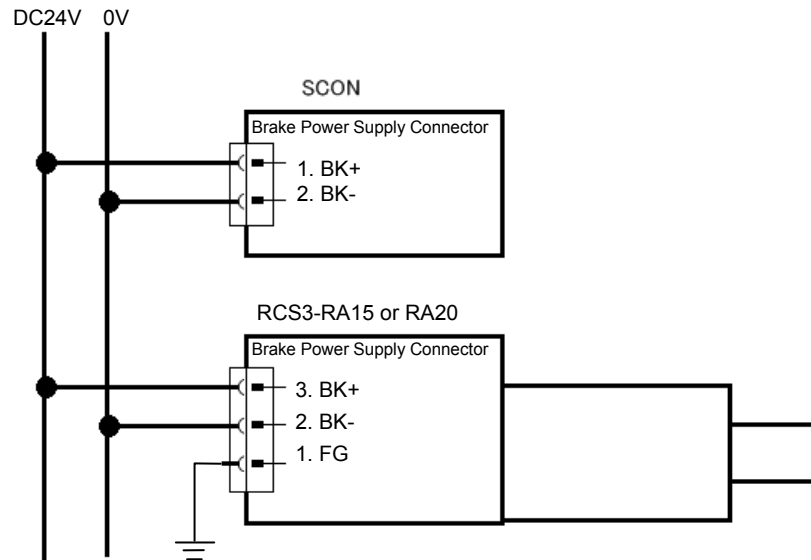 DC24V 0V
SCON
Brake Power Supply Connector
1. BK+
2. BK-
RCS3-RA15 or RA20
Brake Power Supply Connector
3. BK+
2. BK-
1. FG